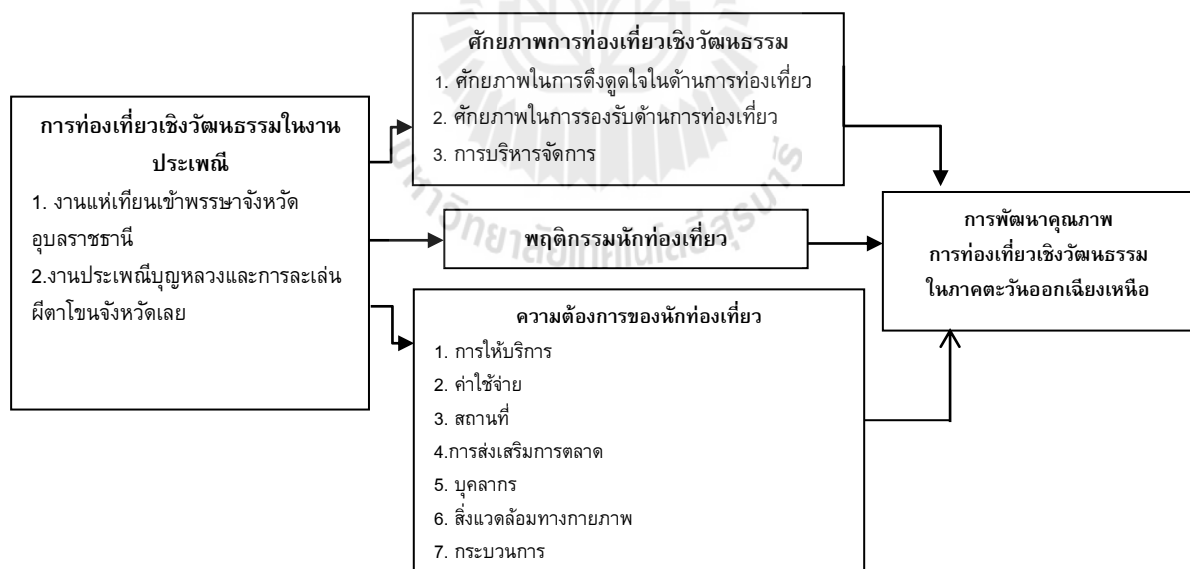 ศักยภาพการท่องเที่ยวเชิงวัฒนธรรม
1. ศักยภาพในการดึงดูดใจในด้านการท่องเที่ยว
2. ศักยภาพในการรองรับด้านการท่องเที่ยว
3. การบริหารจัดการ
การท่องเที่ยวเชิงวัฒนธรรมในงาน
ประเพณี
1. งานแห่เทียนเข้าพรรษาจังหวัด
อุบลราชธานี
2.งานประเพณีบุญหลวงและการละเล่น
ผีตาโขนจังหวัดเลย
พฤติกรรมนักท่องเที่ยว
ความต้องการของนักท่องเที่ยว
1. การให้บริการ
2. ค่าใช้จ่าย
3. สถานที่
4.การส่งเสริมการตลาด
5. บุคลากร
6. สิ่งแวดล้อมทางกายภาพ
7. กระบวนการ
การพัฒนาคุณภาพ
การท่องเที่ยวเชิงวัฒนธรรม
ในภาคตะวันออกเฉียงเหนือ